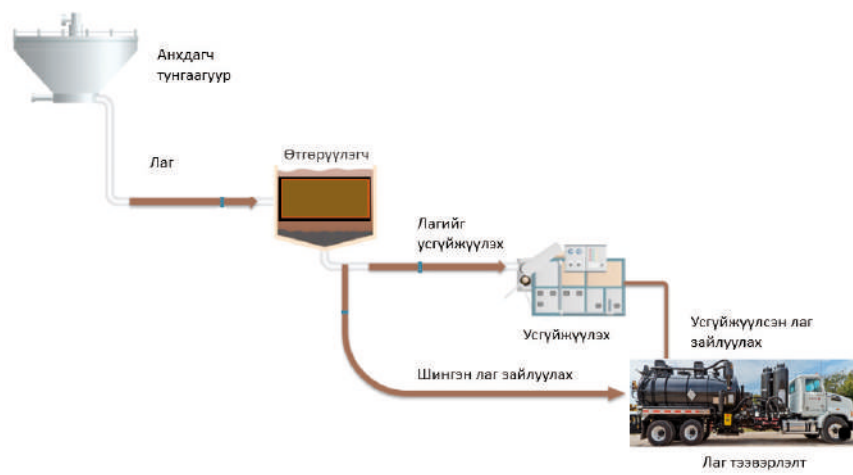 Анхдагч
тунгаагуур
Лаг
Өтгөрүүлэгч
Лагийг
усгүйжүүлэх
Усгүйжүүлэх
Усгүйжүүлсэн лаг
зайлуулах
Шингэн лаг зайлуулах
Лаг тээвэрлэлт